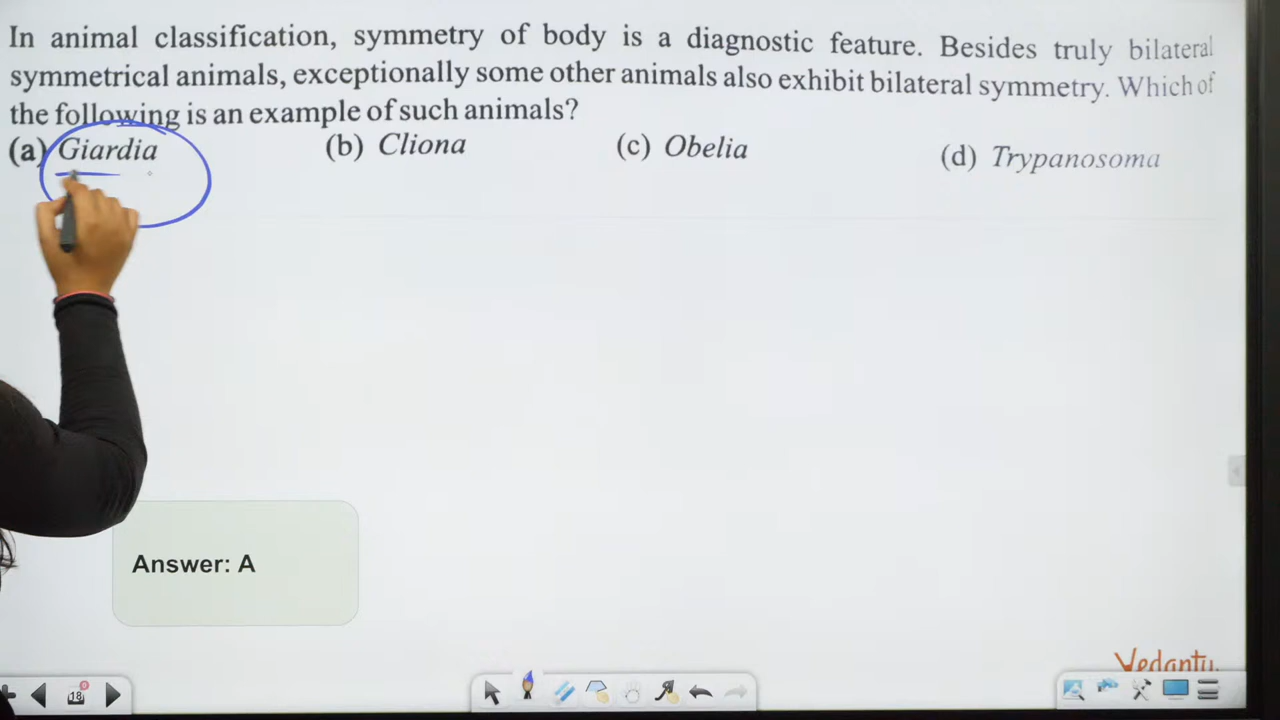 In animal classification, symmetry of body is a diagnostic feature. Besides truly bilateral
symmetrical animals, exceptionally some other animals also exhibit bilateral symmetry. Which of
the following is an example of such animals?
(a) Giardia (b) Cliona (c) Obelia (d) Trypanosoma
Answer: A
Vedantu
18